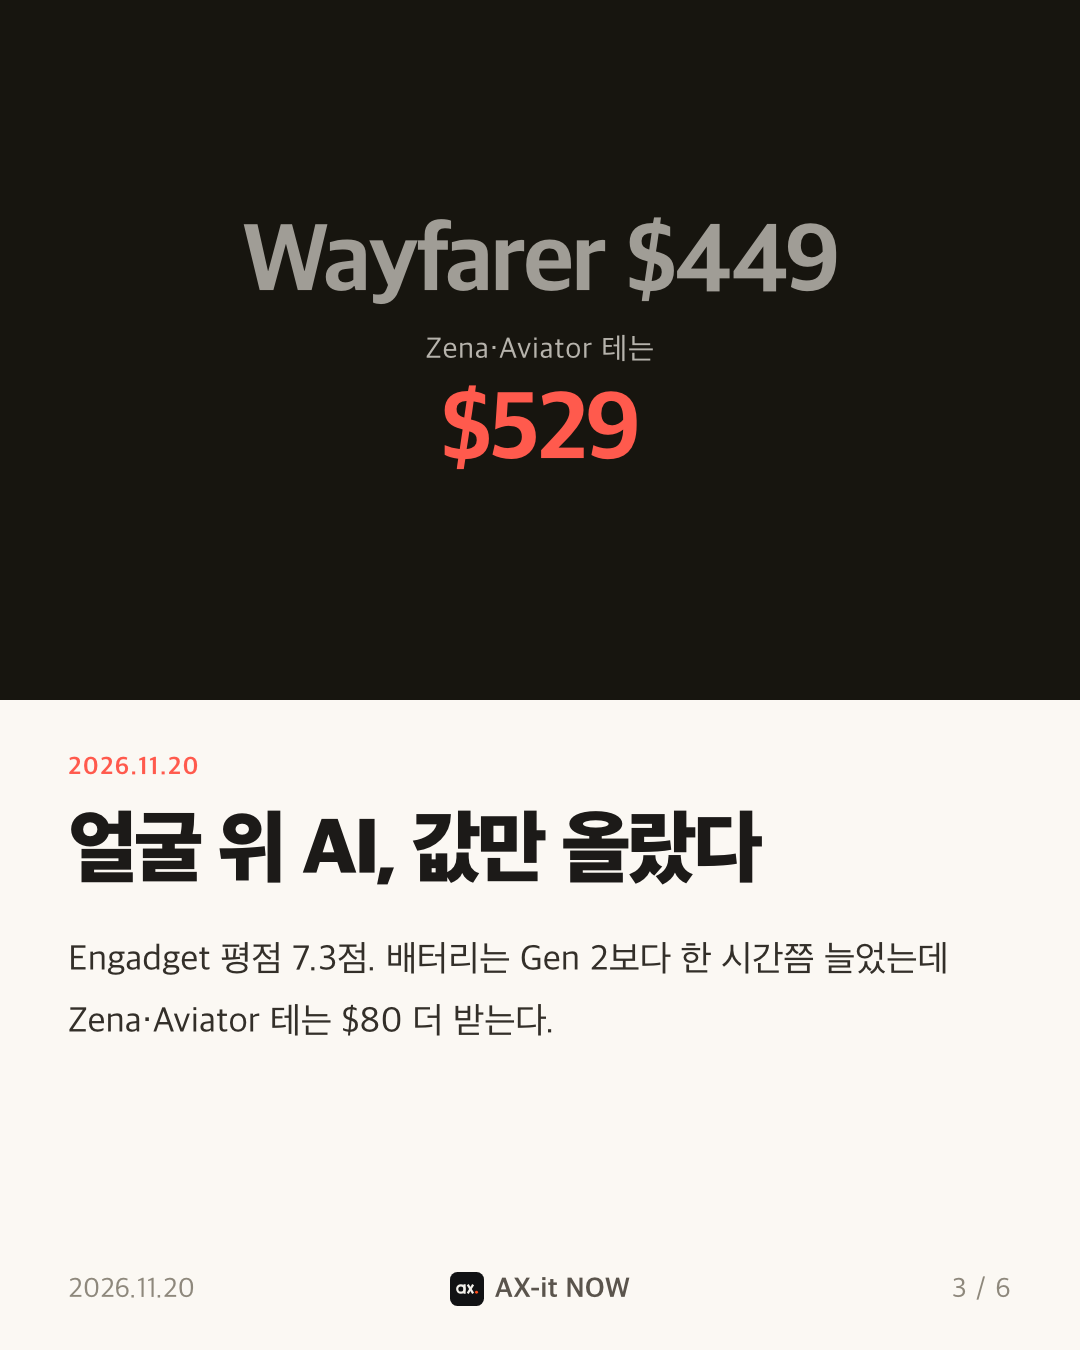 Wayfarer $449
Zena·Aviator 테는
$529
2026.11.20
얼굴 위 AI, 값만 올랐다
Engadget 평점 7.3점. 배터리는 Gen 2보다 한 시간쯤 늘었는데
Zena·Aviator 테는 $80 더 받는다.
2026.11.20
ax. AX-it NOW
3 / 6